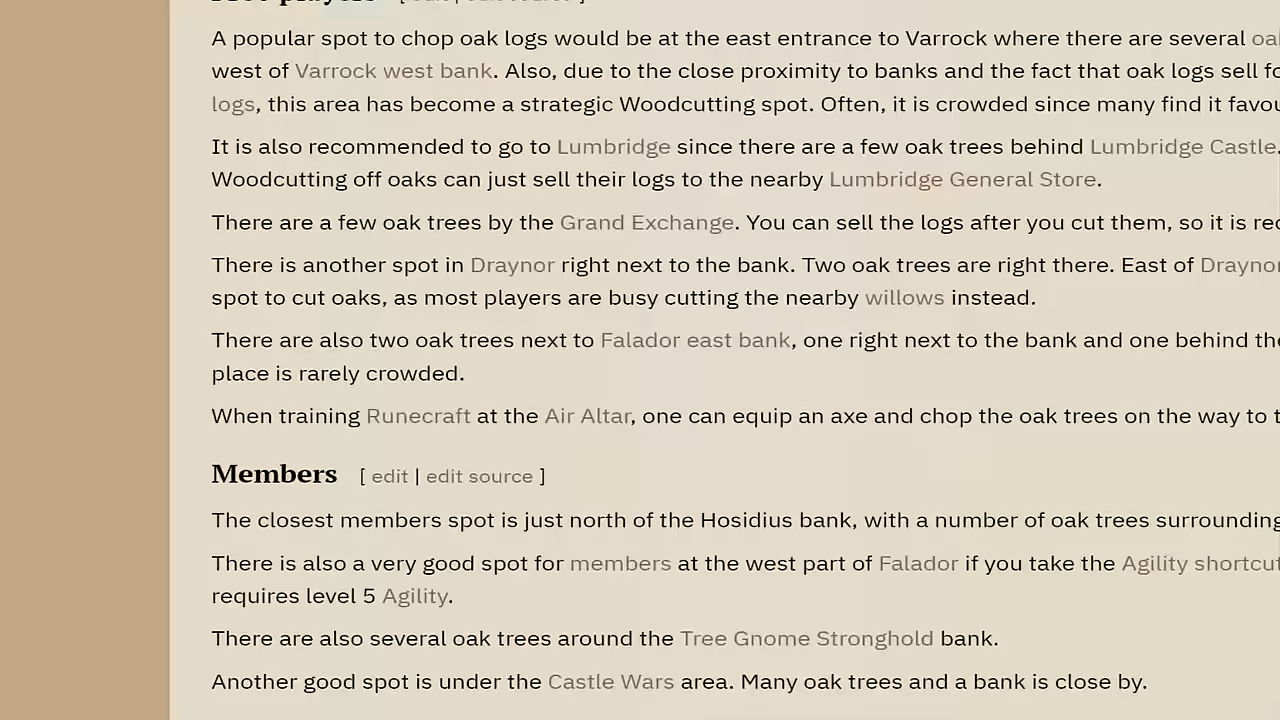 A popular spot to chop oak logs would be at the east entrance to Varrock where there are several
west of Varrock west bank. Also, due to the close proximity to banks and the fact that oak logs sell
logs, this area has become a strategic Woodcutting spot. Often, it is crowded since many find it
It is also recommended to go to Lumbridge since there are a few oak trees behind Lumbridge Castle.
Woodcutting off oaks can just sell their logs to the nearby Lumbridge General Store.
There are a few oak trees by the Grand Exchange. You can sell the logs after you cut them, so it is
There is another spot in Draynor right next to the bank. Two oak trees are right there. East of Draynor
spot to cut oaks, as most players are busy cutting the nearby willows instead.
There are also two oak trees next to Falador east bank, one right next to the bank and one behind
place is rarely crowded.
When training Runecraft at the Air Altar, one can equip an axe and chop the oak trees on the way to
Members [ edit | edit source ]
The closest members spot is just north of the Hosidius bank, with a number of oak trees surrounding
There is also a very good spot for members at the west part of Falador if you take the Agility shortcut
requires level 5 Agility.
There are also several oak trees around the Tree Gnome Stronghold bank.
Another good spot is under the Castle Wars area. Many oak trees and a bank is close by.